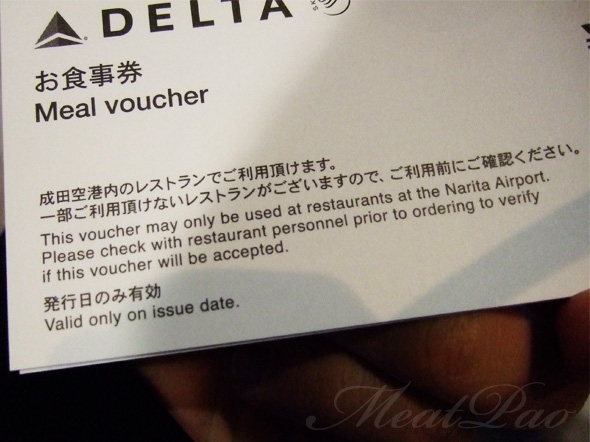 DELTA
お食事券
Meal voucher
成田空港内のレストランでご利用頂けます。
一部ご利用頂けないレストランがございますので、ご利用前にご確認ください。
This voucher may only be used at restaurants at the Narita Airport.
Please check with restaurant personnel prior to ordering to verify
if this voucher will be accepted.
発行日のみ有効
Valid only on issue date.
MeatPao